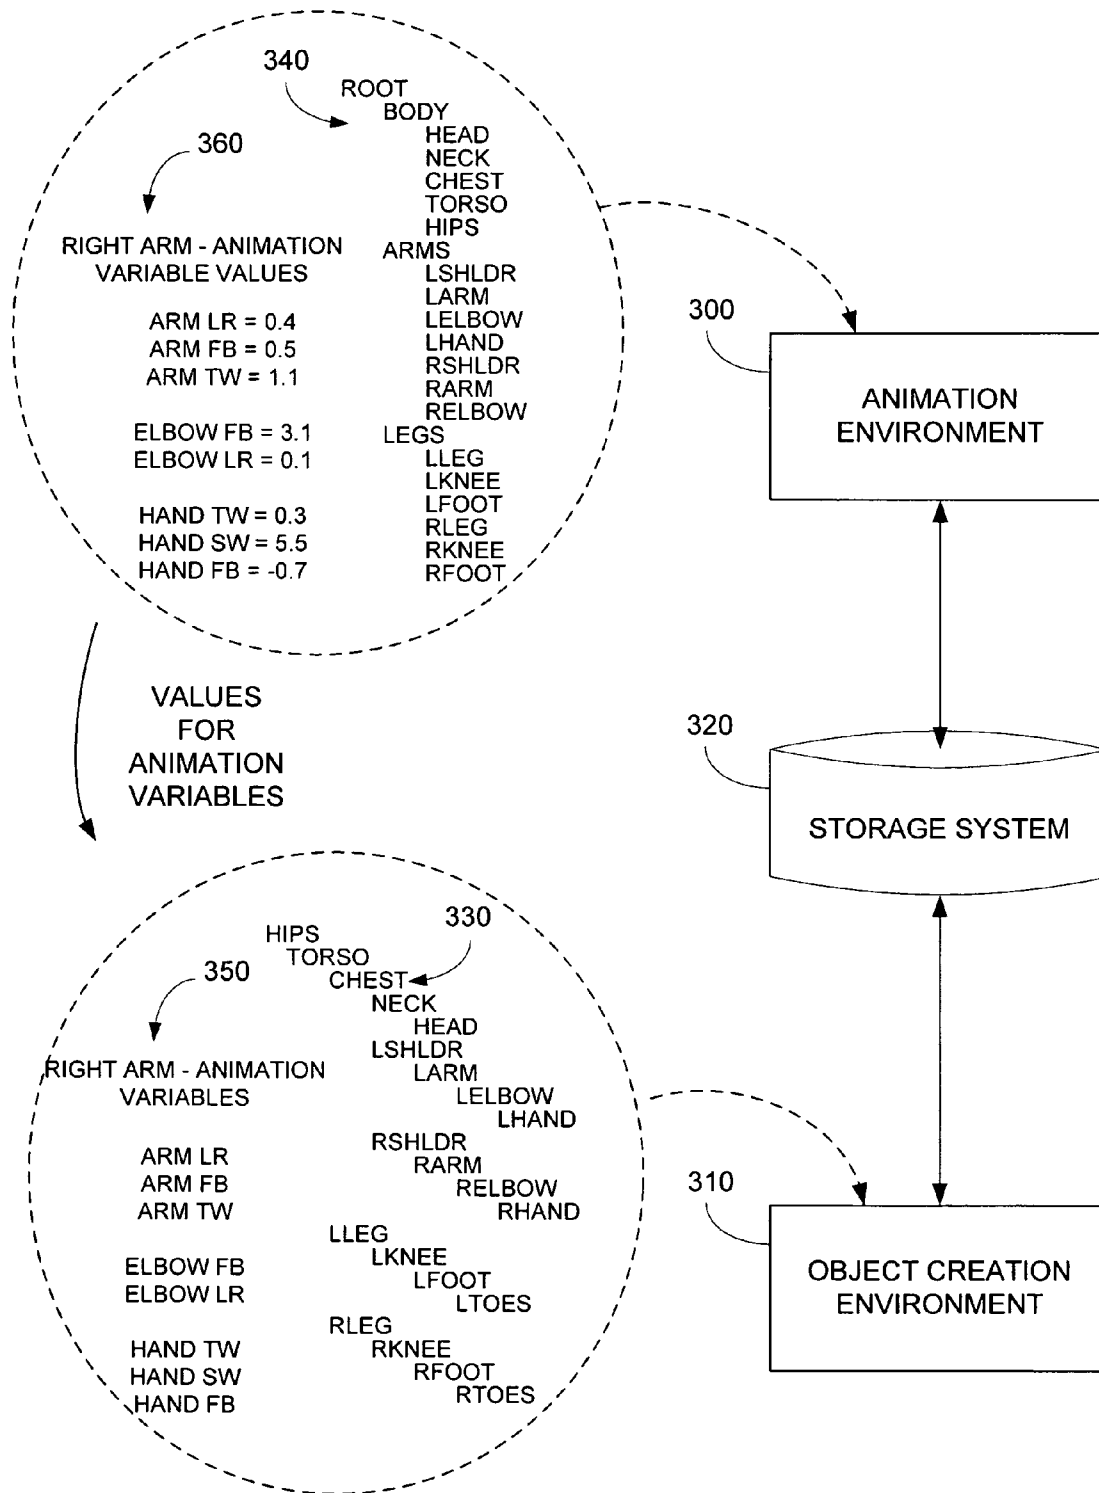 340
ROOT
BODY
HEAD
NECK
CHEST
TORSO
HIPS
ARMS
LSHLDR
LARM
LELBOW
LHAND
RSHLDR
RARM
RELBOW
LEGS
LLEG
LKNEE
LFOOT
RLEG
RKNEE
RFOOT
360
RIGHT ARM - ANIMATION
VARIABLE VALUES
ARM LR = 0.4
ARM FB = 0.5
ARM TW = 1.1
ELBOW FB = 3.1
ELBOW LR = 0.1
HAND TW = 0.3
HAND SW = 5.5
HAND FB = -0.7
300
ANIMATION
ENVIRONMENT
VALUES
FOR
ANIMATION
VARIABLES
320
STORAGE SYSTEM
330
HIPS
TORSO
CHEST
NECK
HEAD
LSHLDR
LARM
LELBOW
LHAND
RSHLDR
RARM
RELBOW
RHAND
LLEG
LKNEE
LFOOT
LTOES
RLEG
RKNEE
RFOOT
RTOES
350
RIGHT ARM - ANIMATION
VARIABLES
ARM LR
ARM FB
ARM TW
ELBOW FB
ELBOW LR
HAND TW
HAND SW
HAND FB
310
OBJECT CREATION
ENVIRONMENT